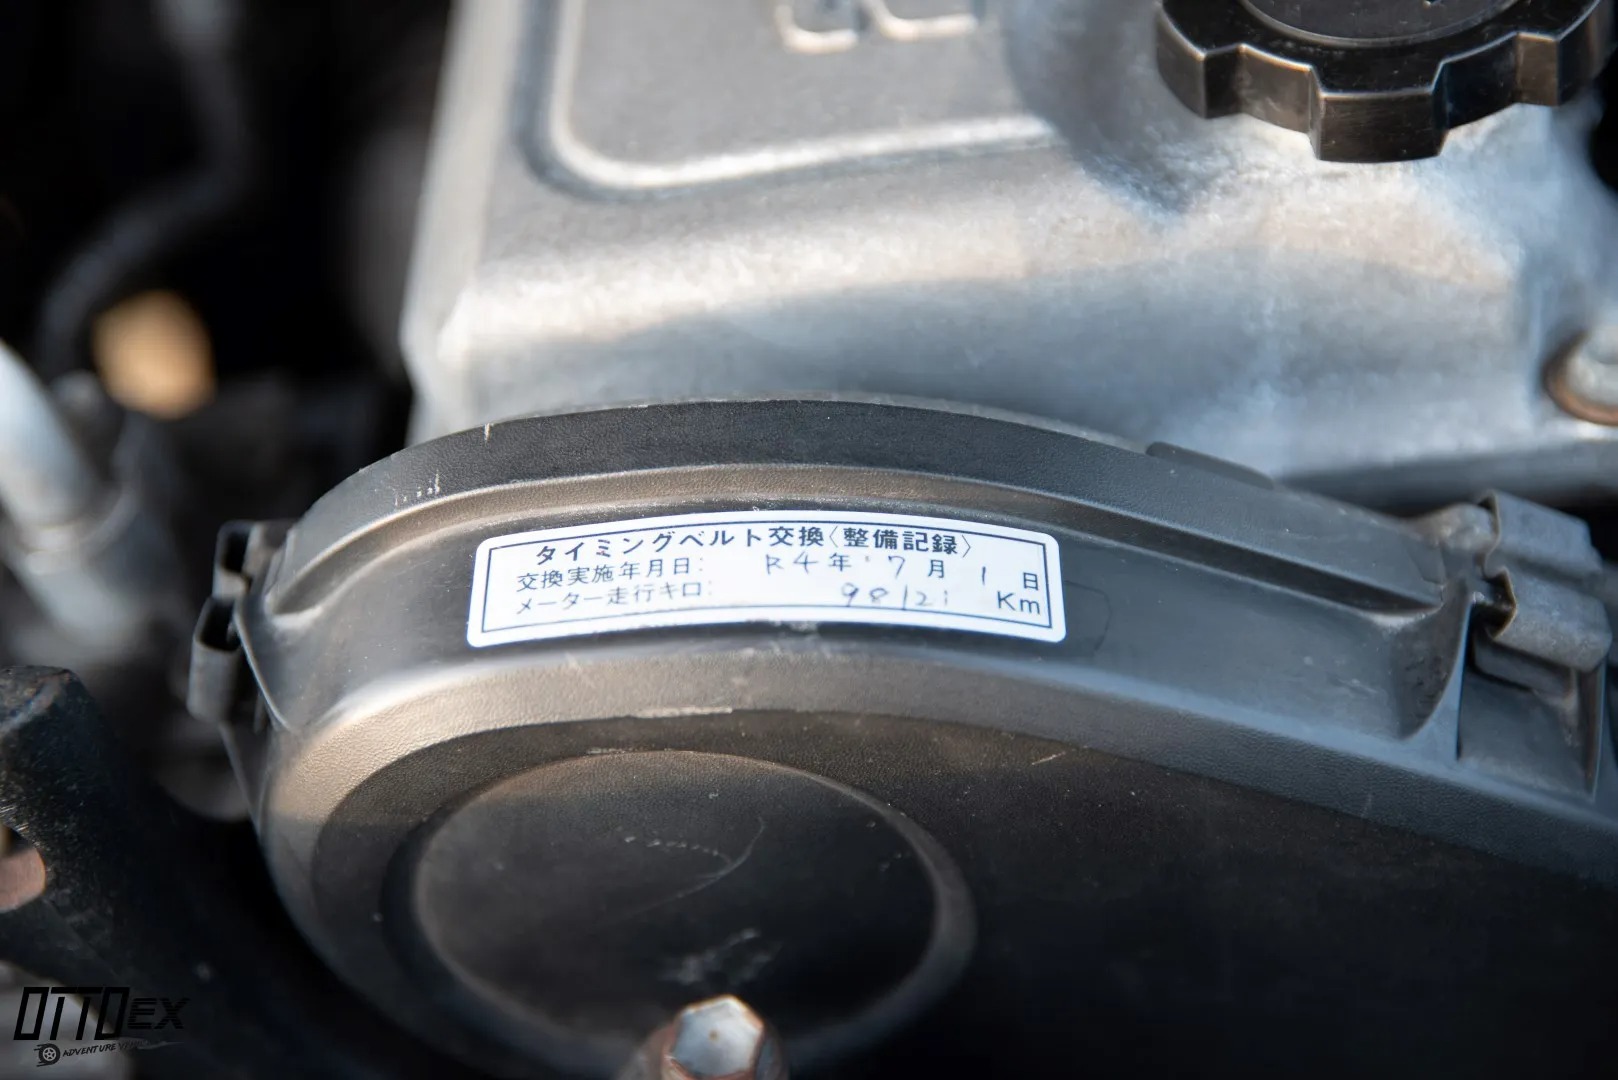 タイミングベルト交換〈整備記録〉
交換実施年月日: R4年 7月 1日
メーター走行キロ: 98121 Km
OTTOEX
ADVENTURE